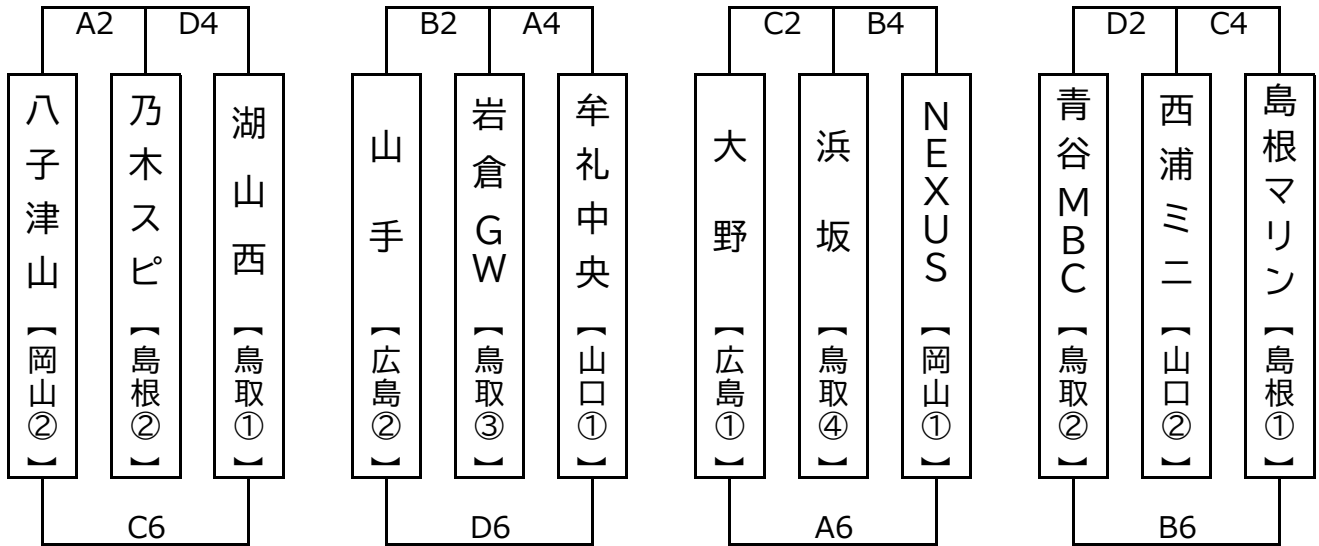 A2 D4 B2 A4 C2 B4 D2 C4
八子津山【岡山②】
乃木スピ【島根②】
湖山西【鳥取①】
山手【広島②】
岩倉GW【鳥取③】
牟礼中央【山口①】
大野【広島①】
浜坂【鳥取④】
NEXUS【岡山①】
青谷MBC【鳥取②】
西浦ミニ【山口②】
島根マリン【島根①】
C6 D6 A6 B6